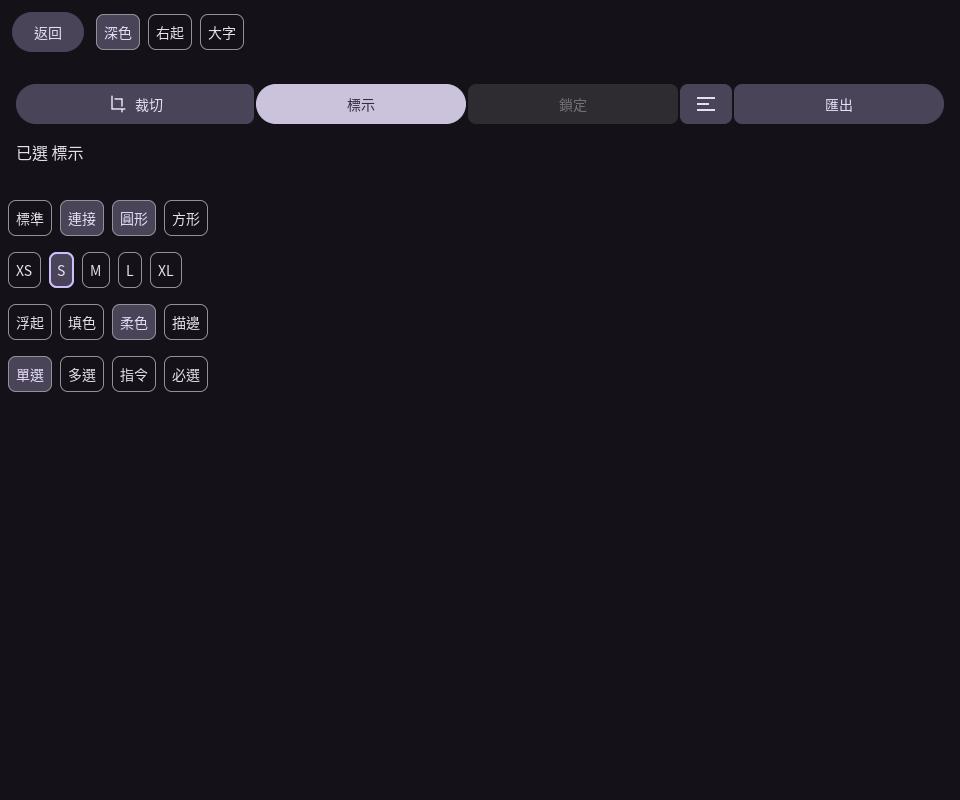 返回 深色 右起 大字
裁切 標示 鎖定 匯出
已選 標示
標準 連接 圓形 方形
XS S M L XL
浮起 填色 柔色 描邊
單選 多選 指令 必選